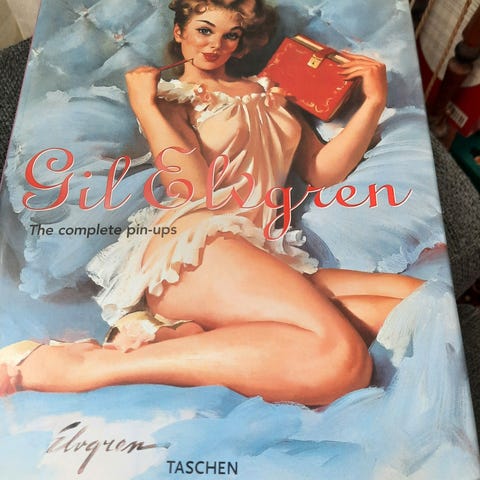 Gil Elvgren
The complete pin-ups
Elvgren
TASCHEN